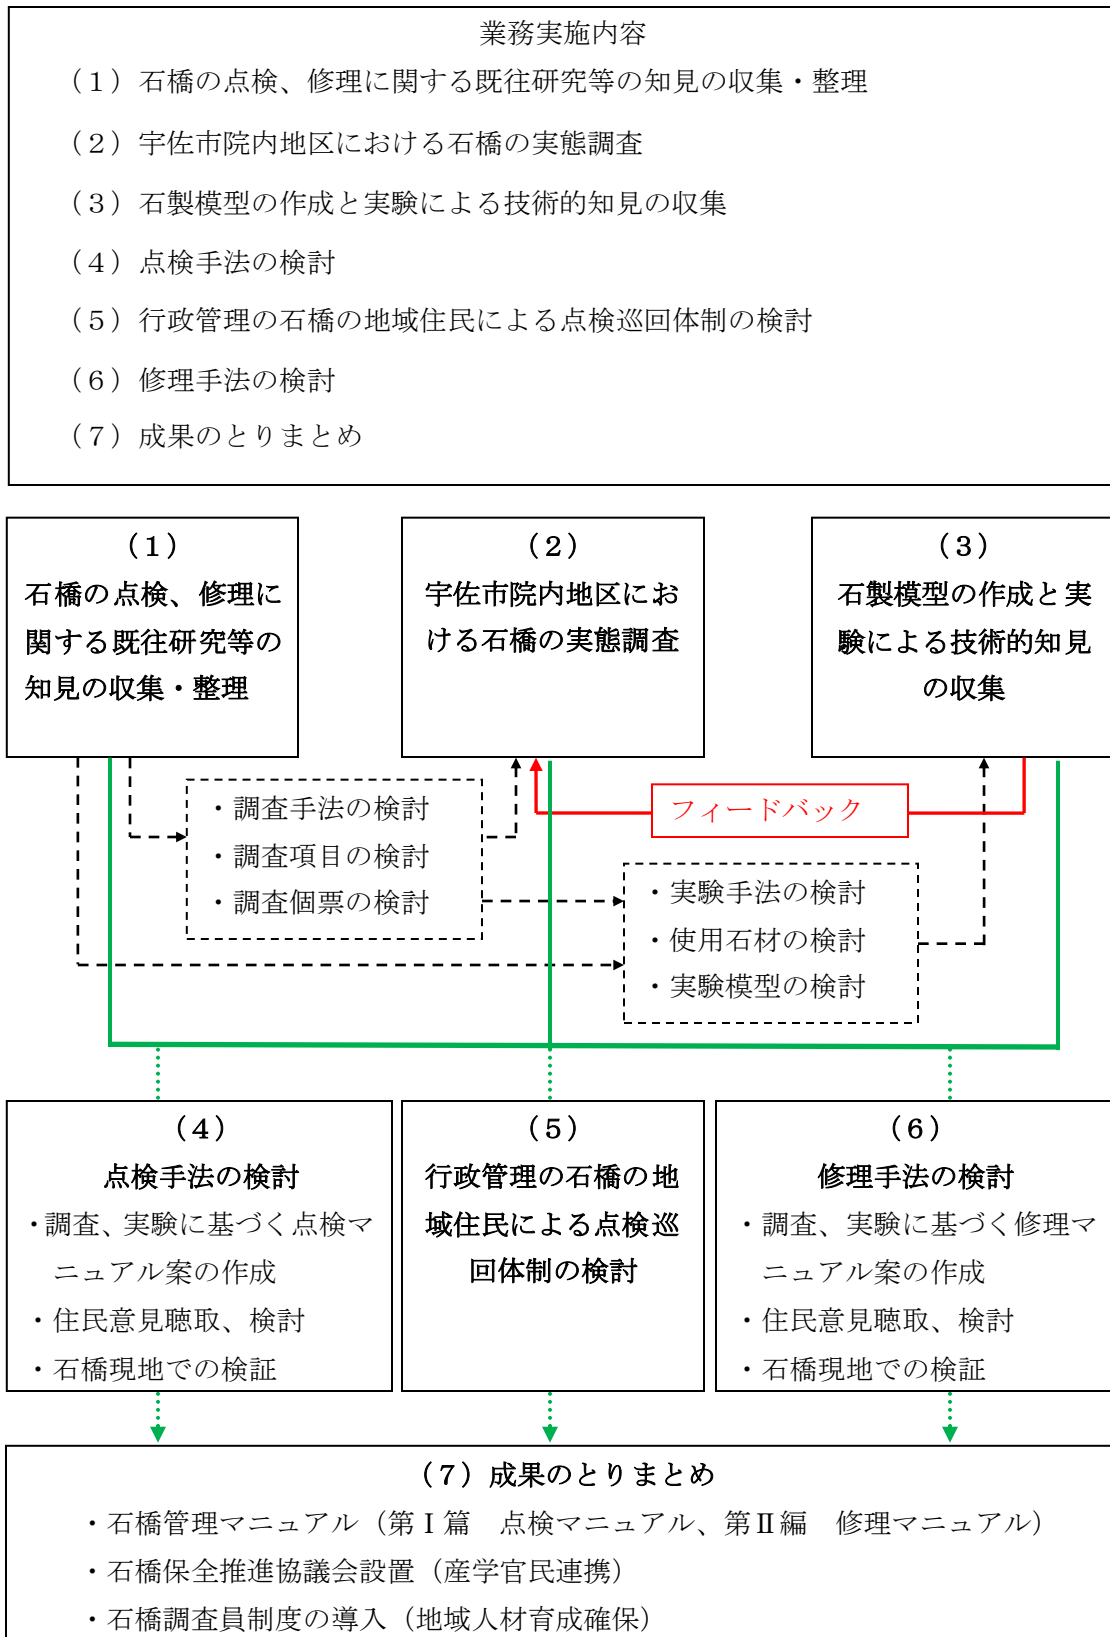 業務実施内容
（１）石橋の点検、修理に関する既往研究等の知見の収集・整理
（２）宇佐市院内地区における石橋の実態調査
（３）石製模型の作成と実験による技術的知見の収集
（４）点検手法の検討
（５）行政管理の石橋の地域住民による点検巡回体制の検討
（６）修理手法の検討
（７）成果のとりまとめ
（１）
石橋の点検、修理に
関する既往研究等の
知見の収集・整理
（２）
宇佐市院内地区にお
ける石橋の実態調査
（３）
石製模型の作成と実
験による技術的知見
の収集
・調査手法の検討
・調査項目の検討
・調査個票の検討
フィードバック
・実験手法の検討
・使用石材の検討
・実験模型の検討
（４）
点検手法の検討
・調査、実験に基づく点検マ
ニュアル案の作成
・住民意見聴取、検討
・石橋現地での検証
（５）
行政管理の石橋の地
域住民による点検巡
回体制の検討
（６）
修理手法の検討
・調査、実験に基づく修理マ
ニュアル案の作成
・住民意見聴取、検討
・石橋現地での検証
（７）成果のとりまとめ
・石橋管理マニュアル（第Ⅰ篇　点検マニュアル、第Ⅱ編　修理マニュアル）
・石橋保全推進協議会設置（産学官民連携）
・石橋調査員制度の導入（地域人材育成確保）